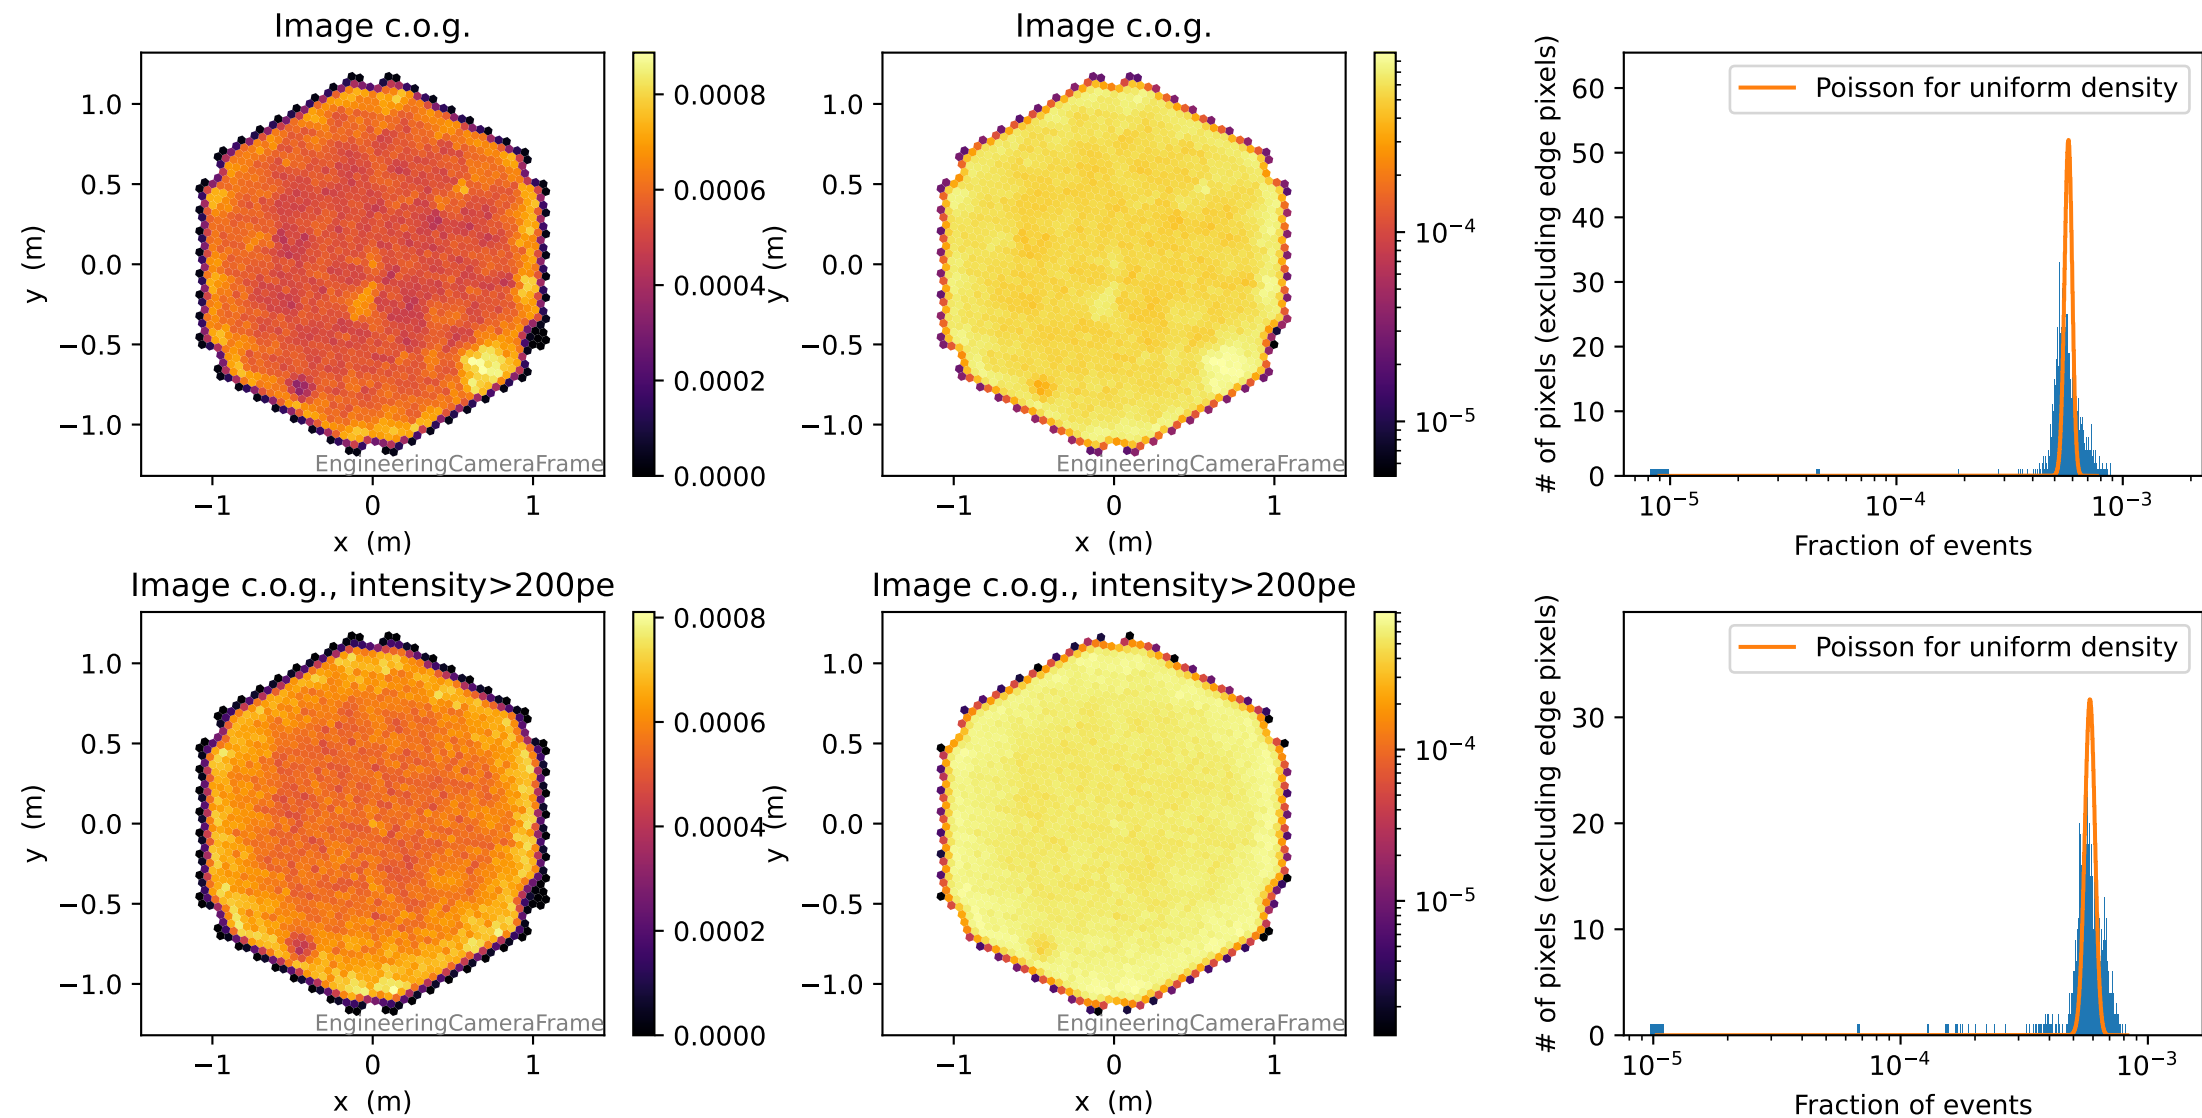 Image c.o.g.
y (m)
1.0
0.5
0.0
−0.5
−1.0
−1
0
1
x (m)
EngineeringCameraFrame
0.0008
0.0006
0.0004
0.0002
0.0000
Image c.o.g.
y (m)
1.0
0.5
0.0
−0.5
−1.0
−1
0
1
x (m)
EngineeringCameraFrame
10⁻⁴
10⁻⁵
# of pixels (excluding edge pixels)
60
50
40
30
20
10
0
Poisson for uniform density
10⁻⁵
10⁻⁴
10⁻³
Fraction of events
Image c.o.g., intensity>200pe
y (m)
1.0
0.5
0.0
−0.5
−1.0
−1
0
1
x (m)
EngineeringCameraFrame
0.0008
0.0006
0.0004
0.0002
0.0000
Image c.o.g., intensity>200pe
y (m)
1.0
0.5
0.0
−0.5
−1.0
−1
0
1
x (m)
EngineeringCameraFrame
10⁻⁴
10⁻⁵
# of pixels (excluding edge pixels)
30
20
10
0
Poisson for uniform density
10⁻⁵
10⁻⁴
10⁻³
Fraction of events